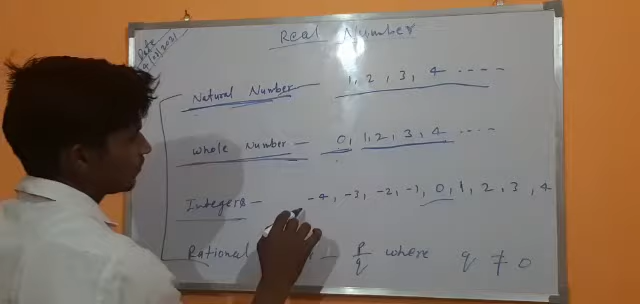 Real Number
Date
Natural Number 1, 2, 3, 4 ....
Whole Number - 0, 1, 2, 3, 4 ....
Integers - -4, -3, -2, -1, 0, 1, 2, 3, 4
Rational - p/q where q ≠ 0